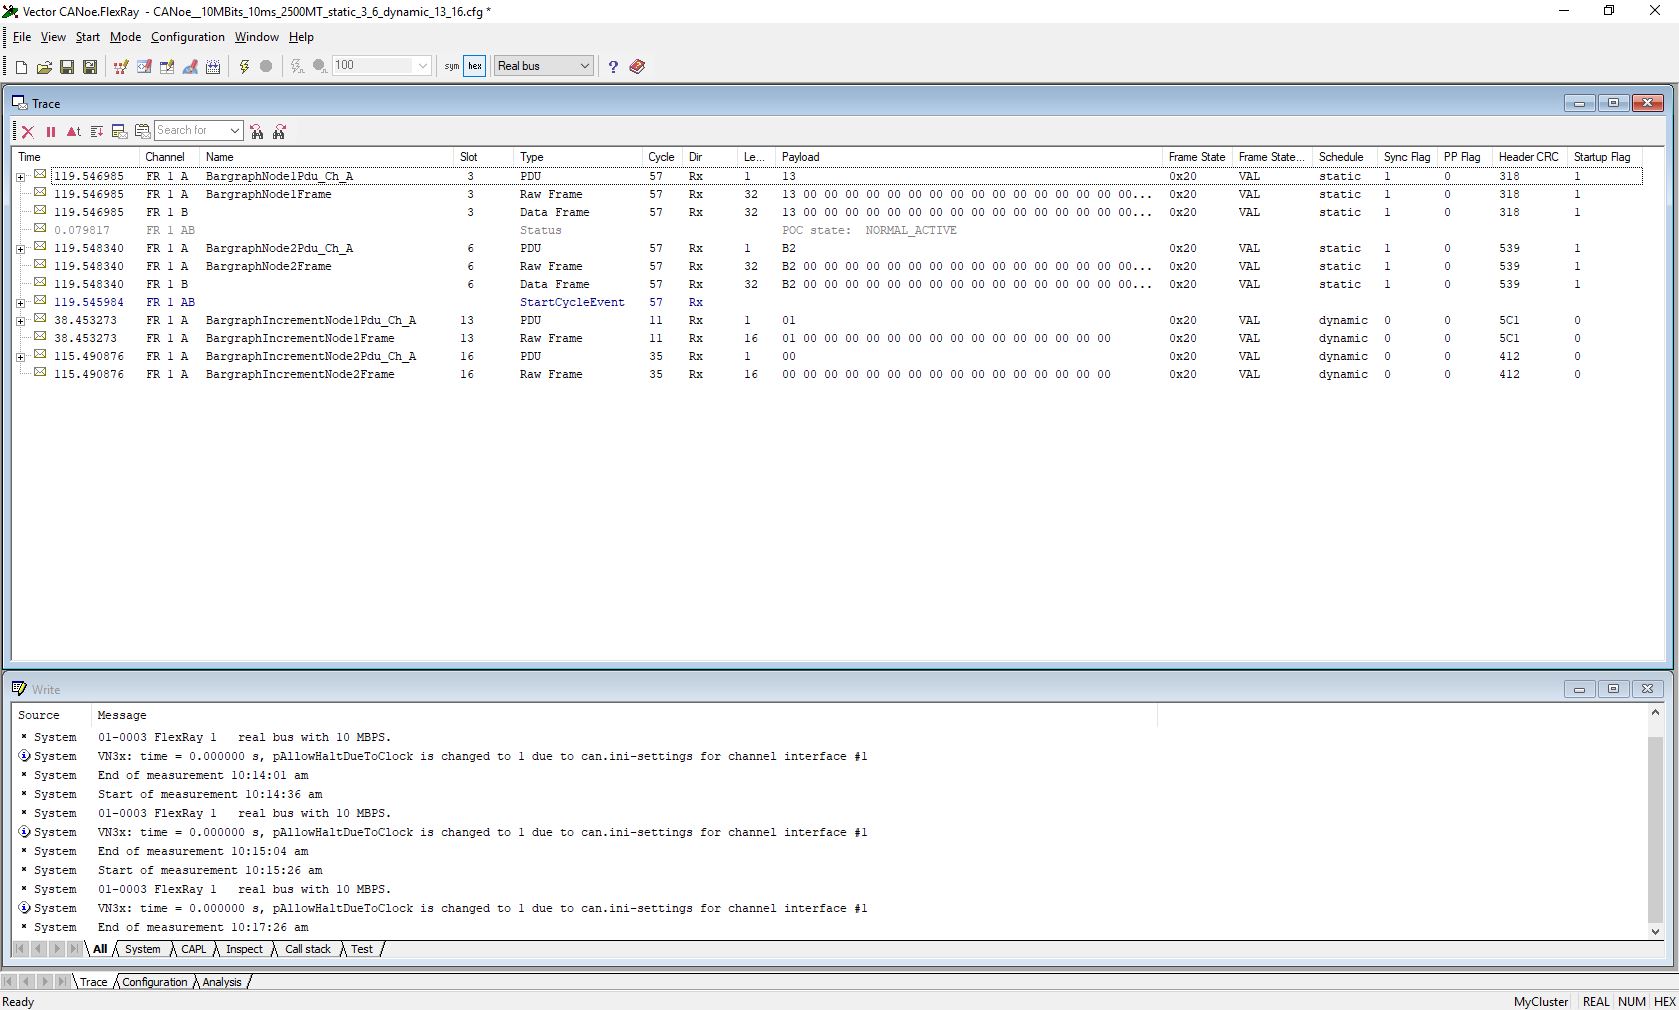 Vector CANoe.FlexRay - CANoe__10MBits_10ms_2500MT_static_3_6_dynamic_13_16.cfg *
File View Start Mode Configuration Window Help
100 sym hex Real bus ?
Trace
Search for
Time Channel Name Slot Type Cycle Dir Le... Payload Frame State Frame State... Schedule Sync Flag PP Flag Header CRC Startup Flag
119.546985 FR 1 A BargraphNode1Pdu_Ch_A 3 PDU 57 Rx 1 13 0x20 VAL static 1 0 318 1
119.546985 FR 1 A BargraphNode1Frame 3 Raw Frame 57 Rx 32 13 00 00 00 00 00 00 00 00 00 00 00 00 00 00 00 00... 0x20 VAL static 1 0 318 1
119.546985 FR 1 B 3 Data Frame 57 Rx 32 13 00 00 00 00 00 00 00 00 00 00 00 00 00 00 00 00... 0x20 VAL static 1 0 318 1
0.079817 FR 1 AB Status POC state: NORMAL_ACTIVE
119.548340 FR 1 A BargraphNode2Pdu_Ch_A 6 PDU 57 Rx 1 B2 0x20 VAL static 1 0 539 1
119.548340 FR 1 A BargraphNode2Frame 6 Raw Frame 57 Rx 32 B2 00 00 00 00 00 00 00 00 00 00 00 00 00 00 00 00... 0x20 VAL static 1 0 539 1
119.548340 FR 1 B 6 Data Frame 57 Rx 32 B2 00 00 00 00 00 00 00 00 00 00 00 00 00 00 00 00... 0x20 VAL static 1 0 539 1
119.545984 FR 1 AB StartCycleEvent 57 Rx
38.453273 FR 1 A BargraphIncrementNode1Pdu_Ch_A 13 PDU 11 Rx 1 01 0x20 VAL dynamic 0 0 5C1 0
38.453273 FR 1 A BargraphIncrementNode1Frame 13 Raw Frame 11 Rx 16 01 00 00 00 00 00 00 00 00 00 00 00 00 00 00 00 0x20 VAL dynamic 0 0 5C1 0
115.490876 FR 1 A BargraphIncrementNode2Pdu_Ch_A 16 PDU 35 Rx 1 00 0x20 VAL dynamic 0 0 412 0
115.490876 FR 1 A BargraphIncrementNode2Frame 16 Raw Frame 35 Rx 16 00 00 00 00 00 00 00 00 00 00 00 00 00 00 00 00 0x20 VAL dynamic 0 0 412 0
Write
Source Message
System 01-0003 FlexRay 1 real bus with 10 MBPS.
System VN3x: time = 0.000000 s, pAllowHaltDueToClock is changed to 1 due to can.ini-settings for channel interface #1
System End of measurement 10:14:01 am
System Start of measurement 10:14:36 am
System 01-0003 FlexRay 1 real bus with 10 MBPS.
System VN3x: time = 0.000000 s, pAllowHaltDueToClock is changed to 1 due to can.ini-settings for channel interface #1
System End of measurement 10:15:04 am
System Start of measurement 10:15:26 am
System 01-0003 FlexRay 1 real bus with 10 MBPS.
System VN3x: time = 0.000000 s, pAllowHaltDueToClock is changed to 1 due to can.ini-settings for channel interface #1
System End of measurement 10:17:26 am
All System CAPL Inspect Call stack Test
Trace Configuration Analysis
Ready MyCluster REAL NUM HEX